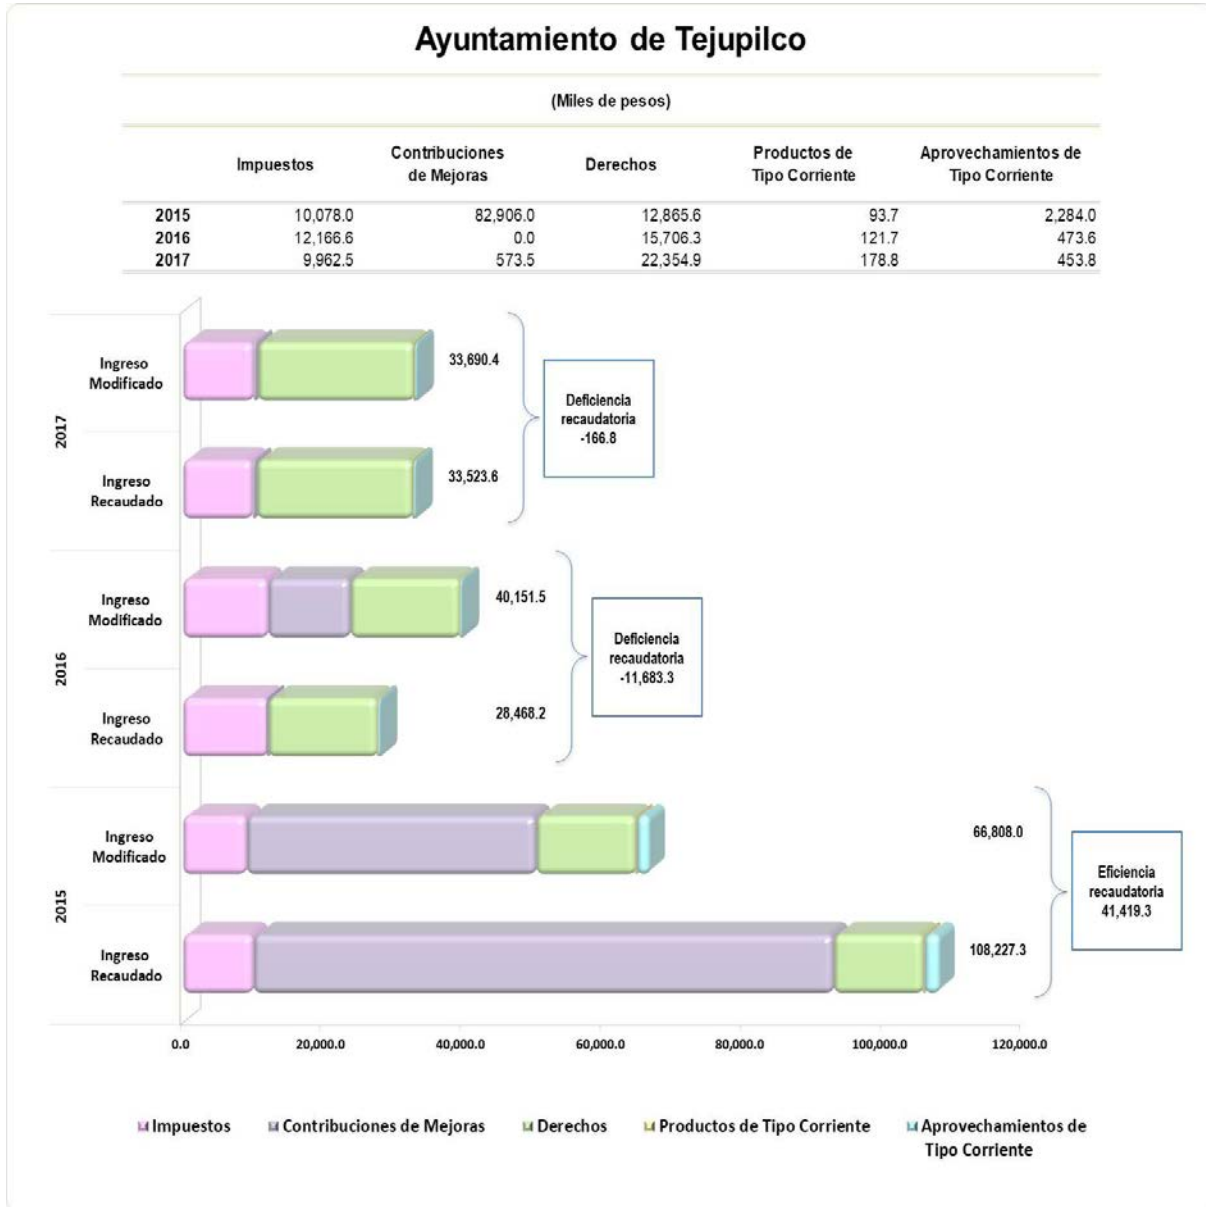 Ayuntamiento de Tejupilco
(Miles de pesos)
Impuestos Contribuciones de Mejoras Derechos Productos de Tipo Corriente Aprovechamientos de Tipo Corriente
2015 10,078.0 82,906.0 12,865.6 93.7 2,284.0
2016 12,166.6 0.0 15,706.3 121.7 473.6
2017 9,962.5 573.5 22,354.9 178.8 453.8
2017
Ingreso
Modificado
33,690.4
Ingreso
Recaudado
33,523.6
Deficiencia
recaudatoria
-166.8
2016
Ingreso
Modificado
40,151.5
Ingreso
Recaudado
28,468.2
Deficiencia
recaudatoria
-11,683.3
2015
Ingreso
Modificado
66,808.0
Ingreso
Recaudado
108,227.3
Eficiencia
recaudatoria
41,419.3
0.0 20,000.0 40,000.0 60,000.0 80,000.0 100,000.0 120,000.0
Impuestos Contribuciones de Mejoras Derechos Productos de Tipo Corriente Aprovechamientos de
Tipo Corriente